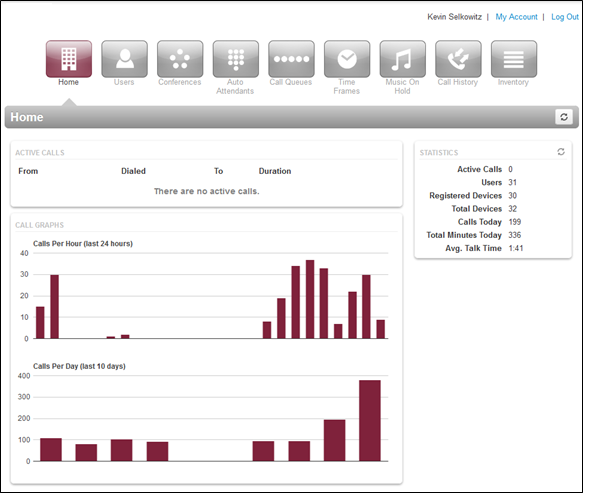 Kevin Selkowitz | My Account | Log Out
Home Users Conferences Auto Attendants Call Queues Time Frames Music On Hold Call History Inventory
Home
ACTIVE CALLS
From Dialed To Duration
There are no active calls.
STATISTICS
Active Calls 0
Users 31
Registered Devices 30
Total Devices 32
Calls Today 199
Total Minutes Today 336
Avg. Talk Time 1:41
CALL GRAPHS
Calls Per Hour (last 24 hours)
40
30
20
10
0
Calls Per Day (last 10 days)
400
300
200
100
0